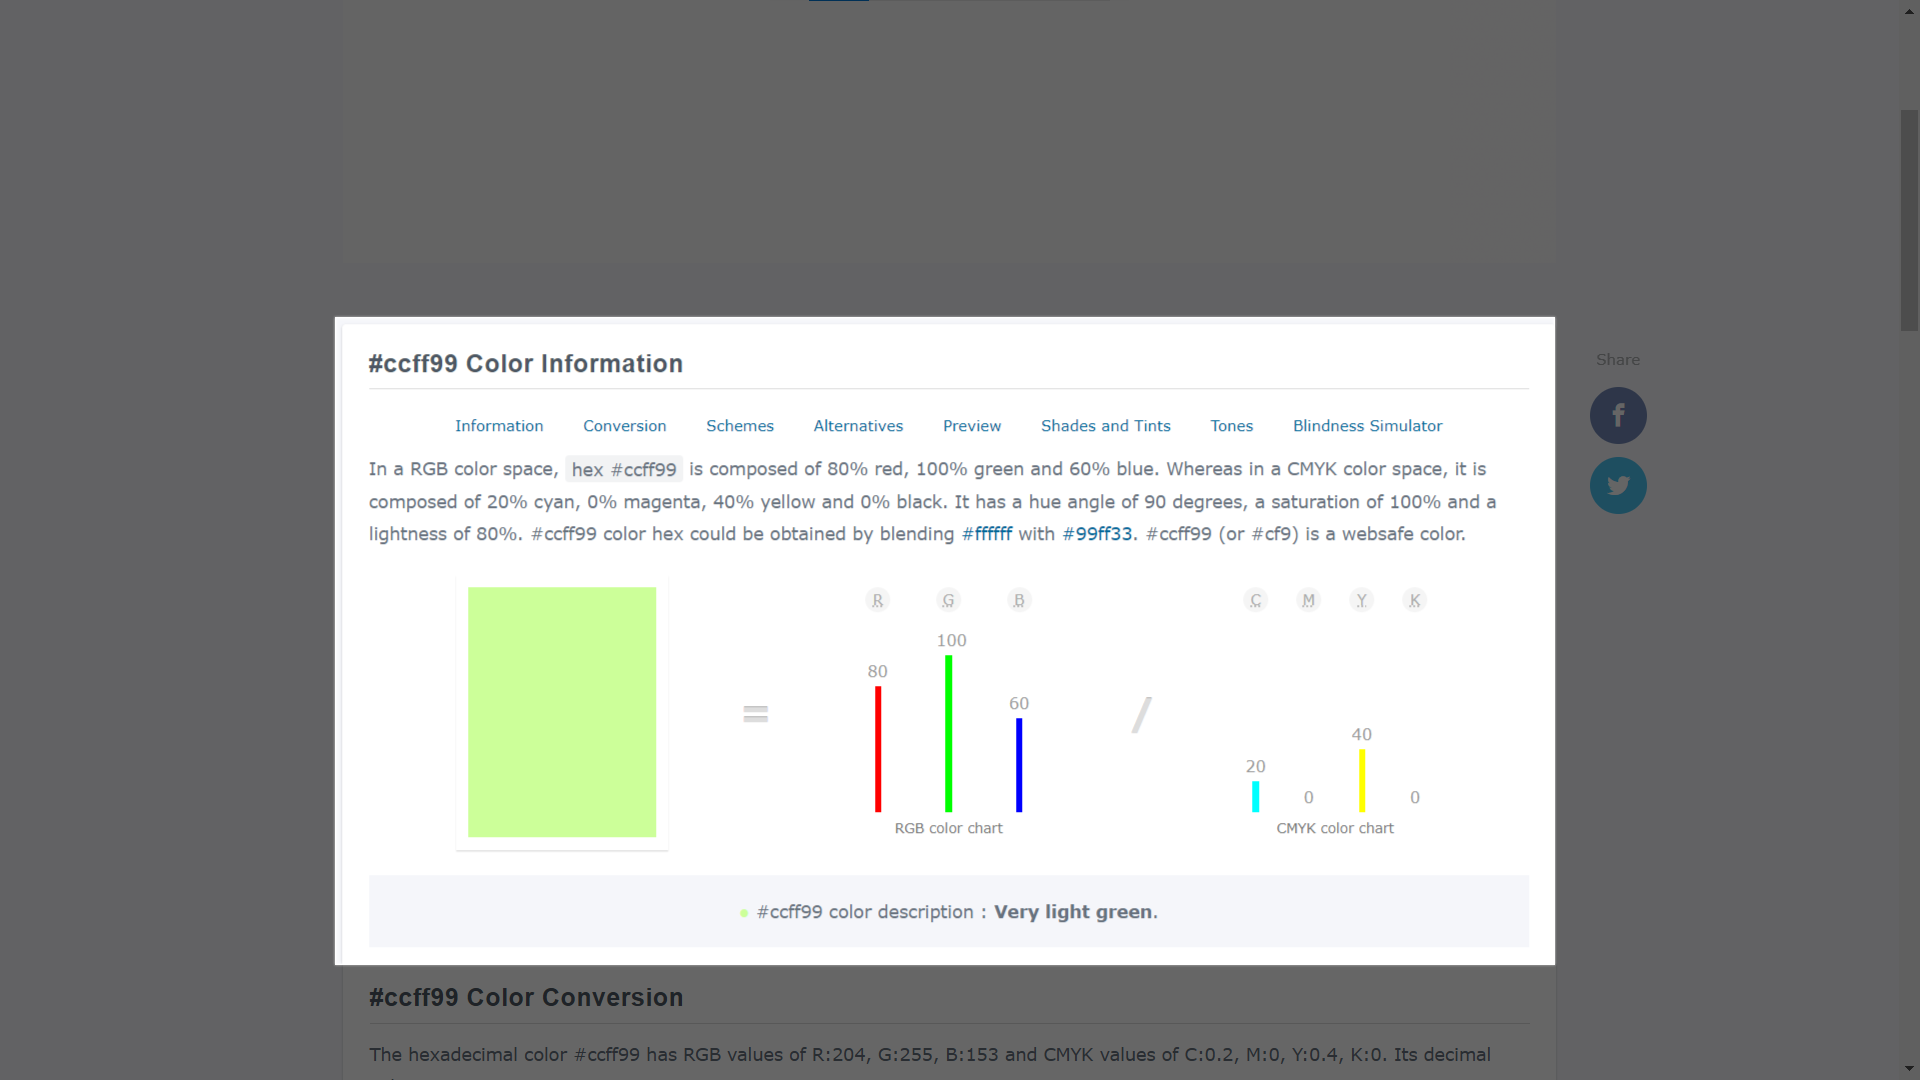 #ccff99 Color Information
Share
Information Conversion Schemes Alternatives Preview Shades and Tints Tones Blindness Simulator
In a RGB color space, hex #ccff99 is composed of 80% red, 100% green and 60% blue. Whereas in a CMYK color space, it is
composed of 20% cyan, 0% magenta, 40% yellow and 0% black. It has a hue angle of 90 degrees, a saturation of 100% and a
lightness of 80%. #ccff99 color hex could be obtained by blending #ffffff with #99ff33. #ccff99 (or #cf9) is a websafe color.
R G B
80 100 60
RGB color chart
=
/
C M Y K
20 0 40 0
CMYK color chart
#ccff99 color description : Very light green.
#ccff99 Color Conversion
The hexadecimal color #ccff99 has RGB values of R:204, G:255, B:153 and CMYK values of C:0.2, M:0, Y:0.4, K:0. Its decimal